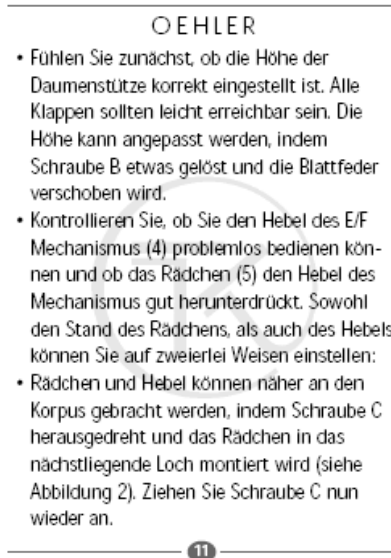 OEHLER
• Fühlen Sie zunächst, ob die Höhe der
Daumenstütze korrekt eingestellt ist. Alle
Klappen sollten leicht erreichbar sein. Die
Höhe kann angepasst werden, indem
Schraube B etwas gelöst und die Blattfeder
verschoben wird.
• Kontrollieren Sie, ob Sie den Hebel des E/F
Mechanismus (4) problemlos bedienen kön-
nen und ob das Rädchen (5) den Hebel des
Mechanismus gut herunterdrückt. Sowohl
den Stand des Rädchens, als auch des Hebels
können Sie auf zweierlei Weisen einstellen:
• Rädchen und Hebel können näher an den
Korpus gebracht werden, indem Schraube C
herausgedreht und das Rädchen in das
nächstliegende Loch montiert wird (siehe
Abbildung 2). Ziehen Sie Schraube C nun
wieder an.
11